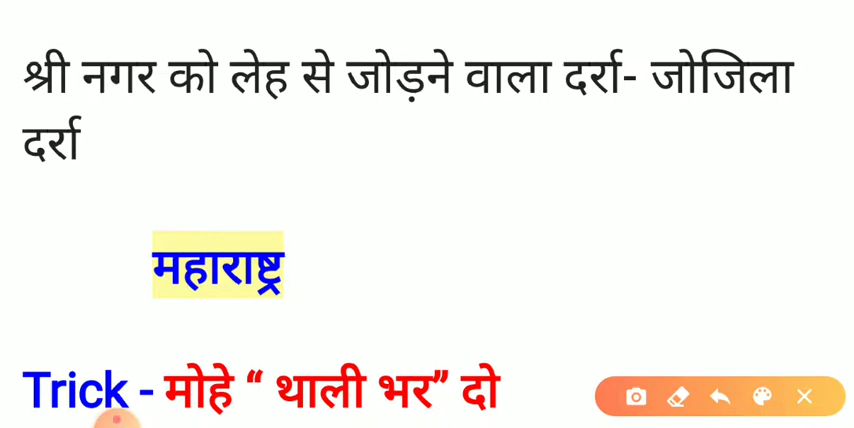 श्री नगर को लेह से जोड़ने वाला दर्रा- जोजिला
दर्रा
महाराष्ट्र
Trick - मोहे “ थाली भर” दो